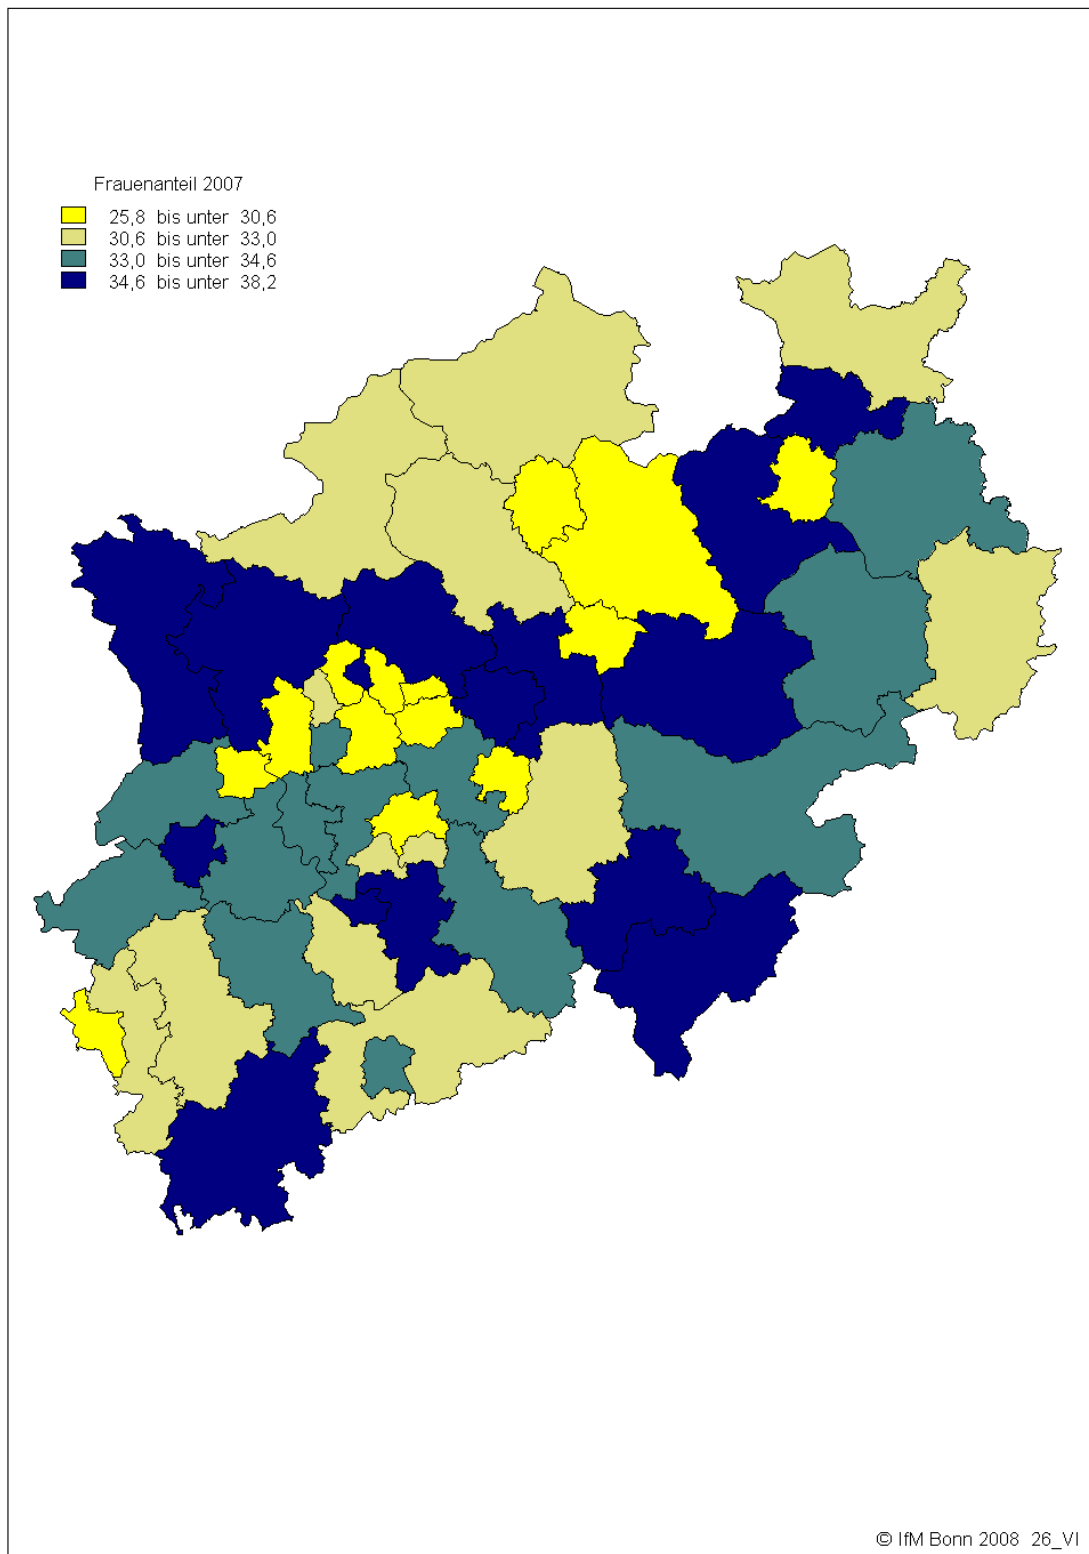 Frauenanteil 2007
25,8 bis unter 30,6
30,6 bis unter 33,0
33,0 bis unter 34,6
34,6 bis unter 38,2
© IfM Bonn 2008 26_VI